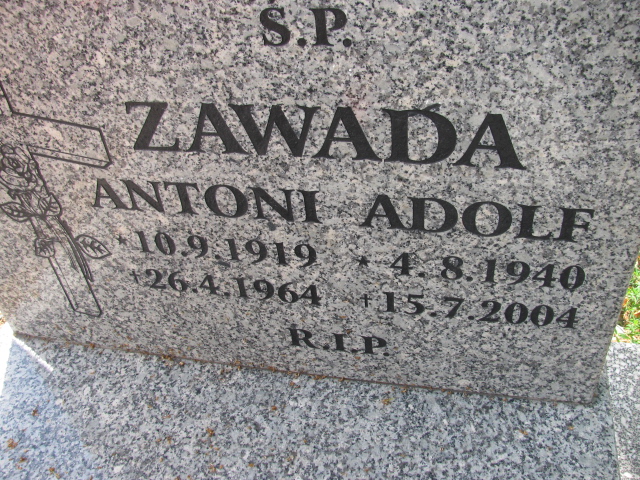 S.P.
ZAWADA
ANTONI ADOLF
* 10.9.1919 * 4.8.1940
† 26.4.1964 † 15.7.2004
R.I.P.